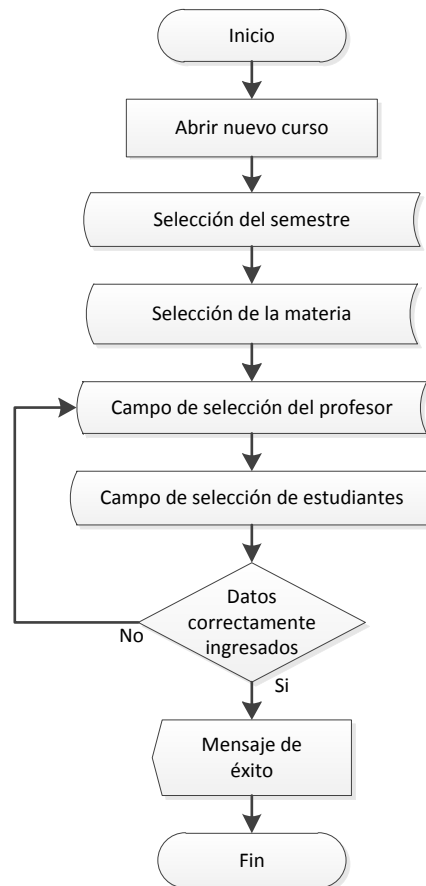 Inicio
Abrir nuevo curso
Selección del semestre
Selección de la materia
Campo de selección del profesor
Campo de selección de estudiantes
Datos
correctamente
ingresados
No
Si
Mensaje de
éxito
Fin